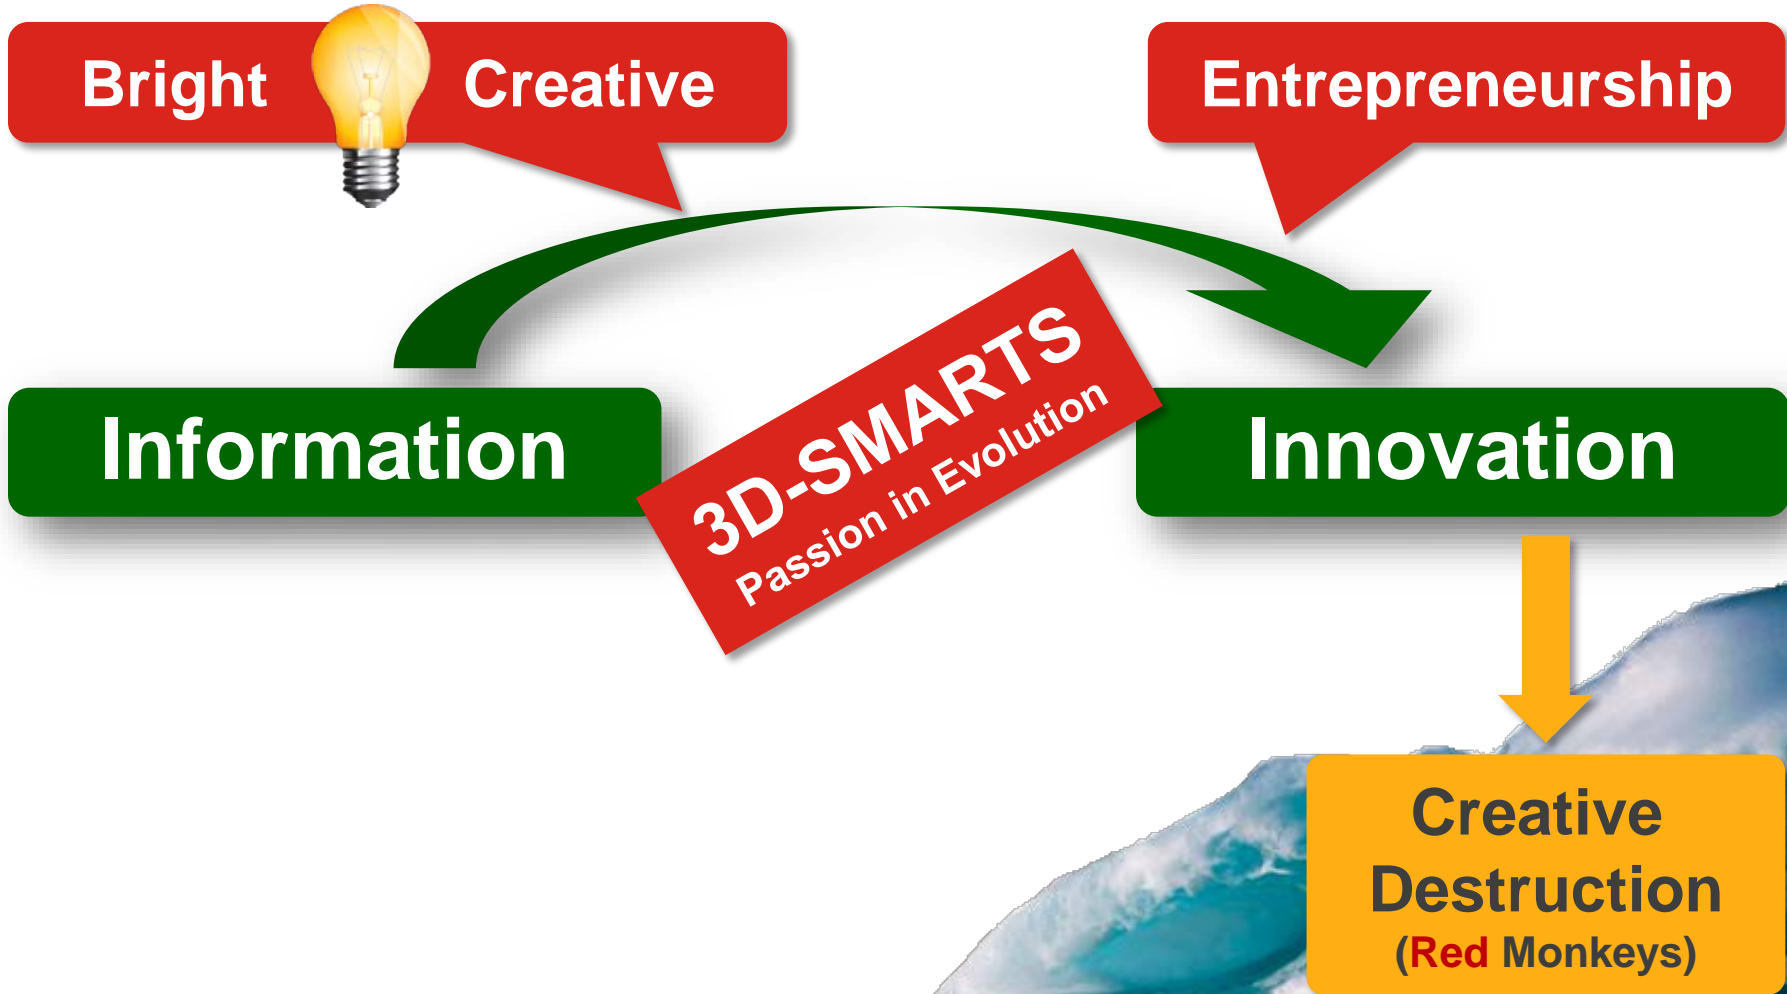 Bright Creative
Entrepreneurship
Information
3D-SMARTS
Passion in Evolution
Innovation
Creative
Destruction
(Red Monkeys)